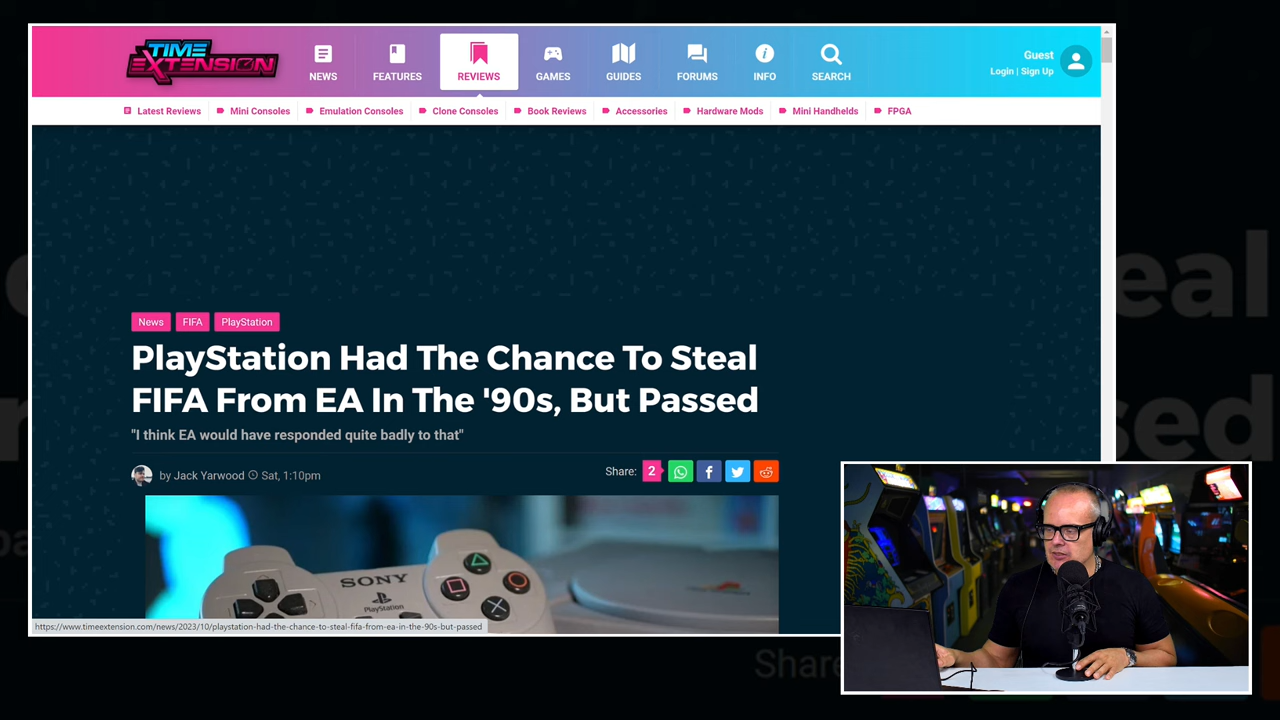 TIME
EXTENSION
NEWS
FEATURES
REVIEWS
GAMES
GUIDES
FORUMS
INFO
SEARCH
Guest
Login | Sign Up
Latest Reviews
Mini Consoles
Emulation Consoles
Clone Consoles
Book Reviews
Accessories
Hardware Mods
Mini Handhelds
FPGA
News
FIFA
PlayStation
PlayStation Had The Chance To Steal
FIFA From EA In The '90s, But Passed
"I think EA would have responded quite badly to that"
by Jack Yarwood Sat, 1:10pm
Share: 2
SONY
PlayStation
https://www.timeextension.com/news/2023/10/playstation-had-the-chance-to-steal-fifa-from-ea-in-the-90s-but-passed
eal
sed
Share